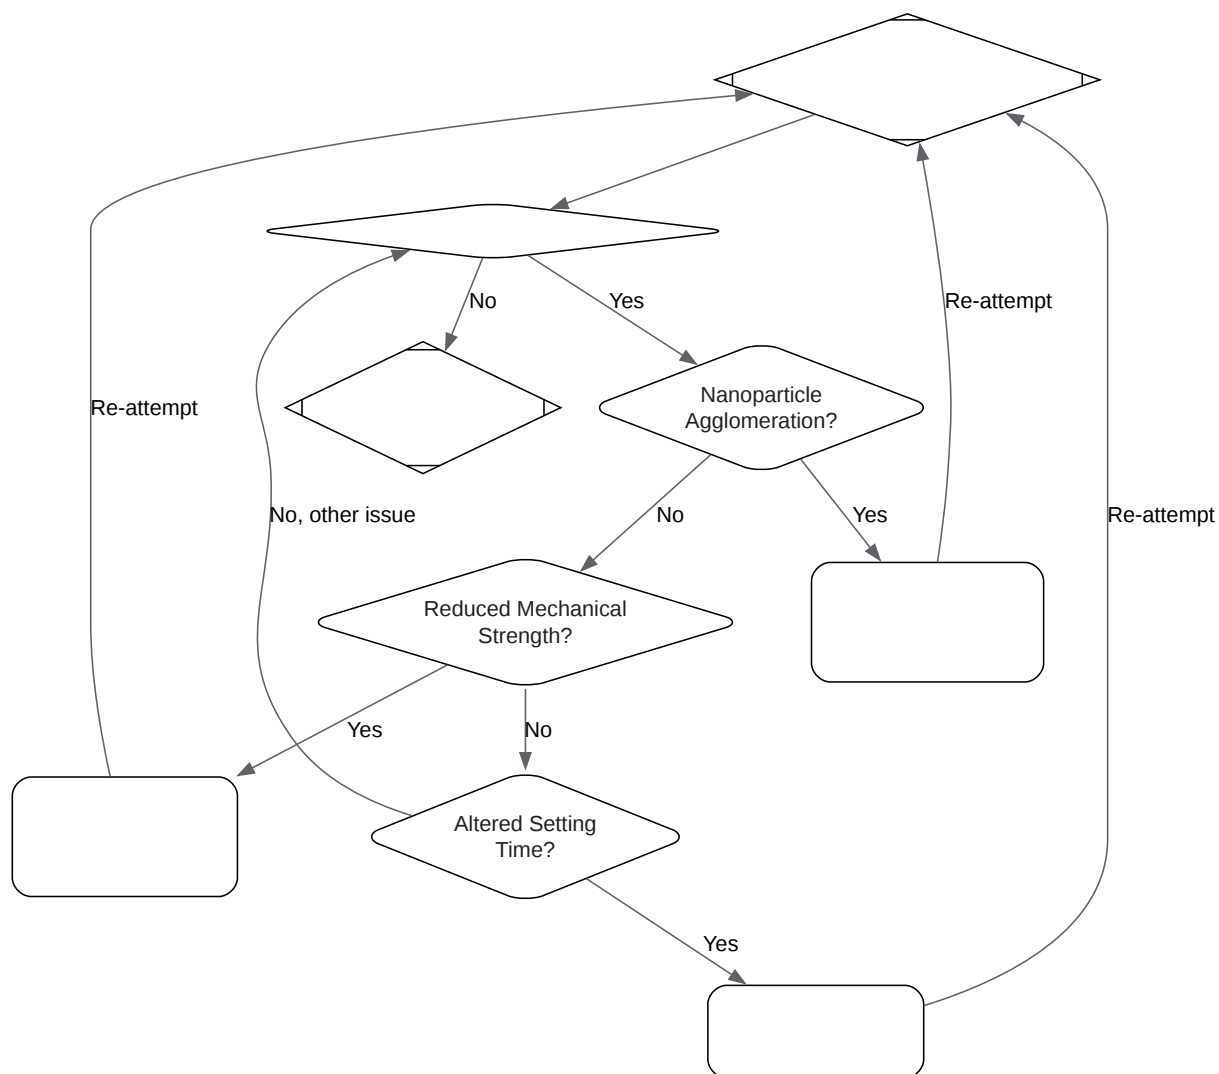 No
Yes
Re-attempt
Nanoparticle
Agglomeration?
Re-attempt
No, other issue
No
Yes
Re-attempt
Reduced Mechanical
Strength?
Yes
No
Altered Setting
Time?
Yes